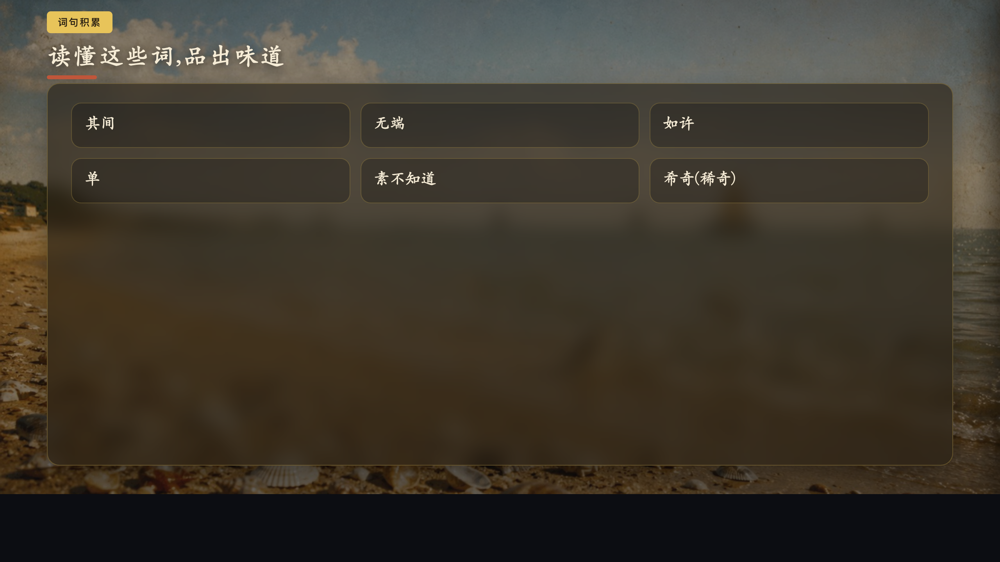 词句积累
读懂这些词,品出味道
其间
无端
如许
单
素不知道
希奇(稀奇)